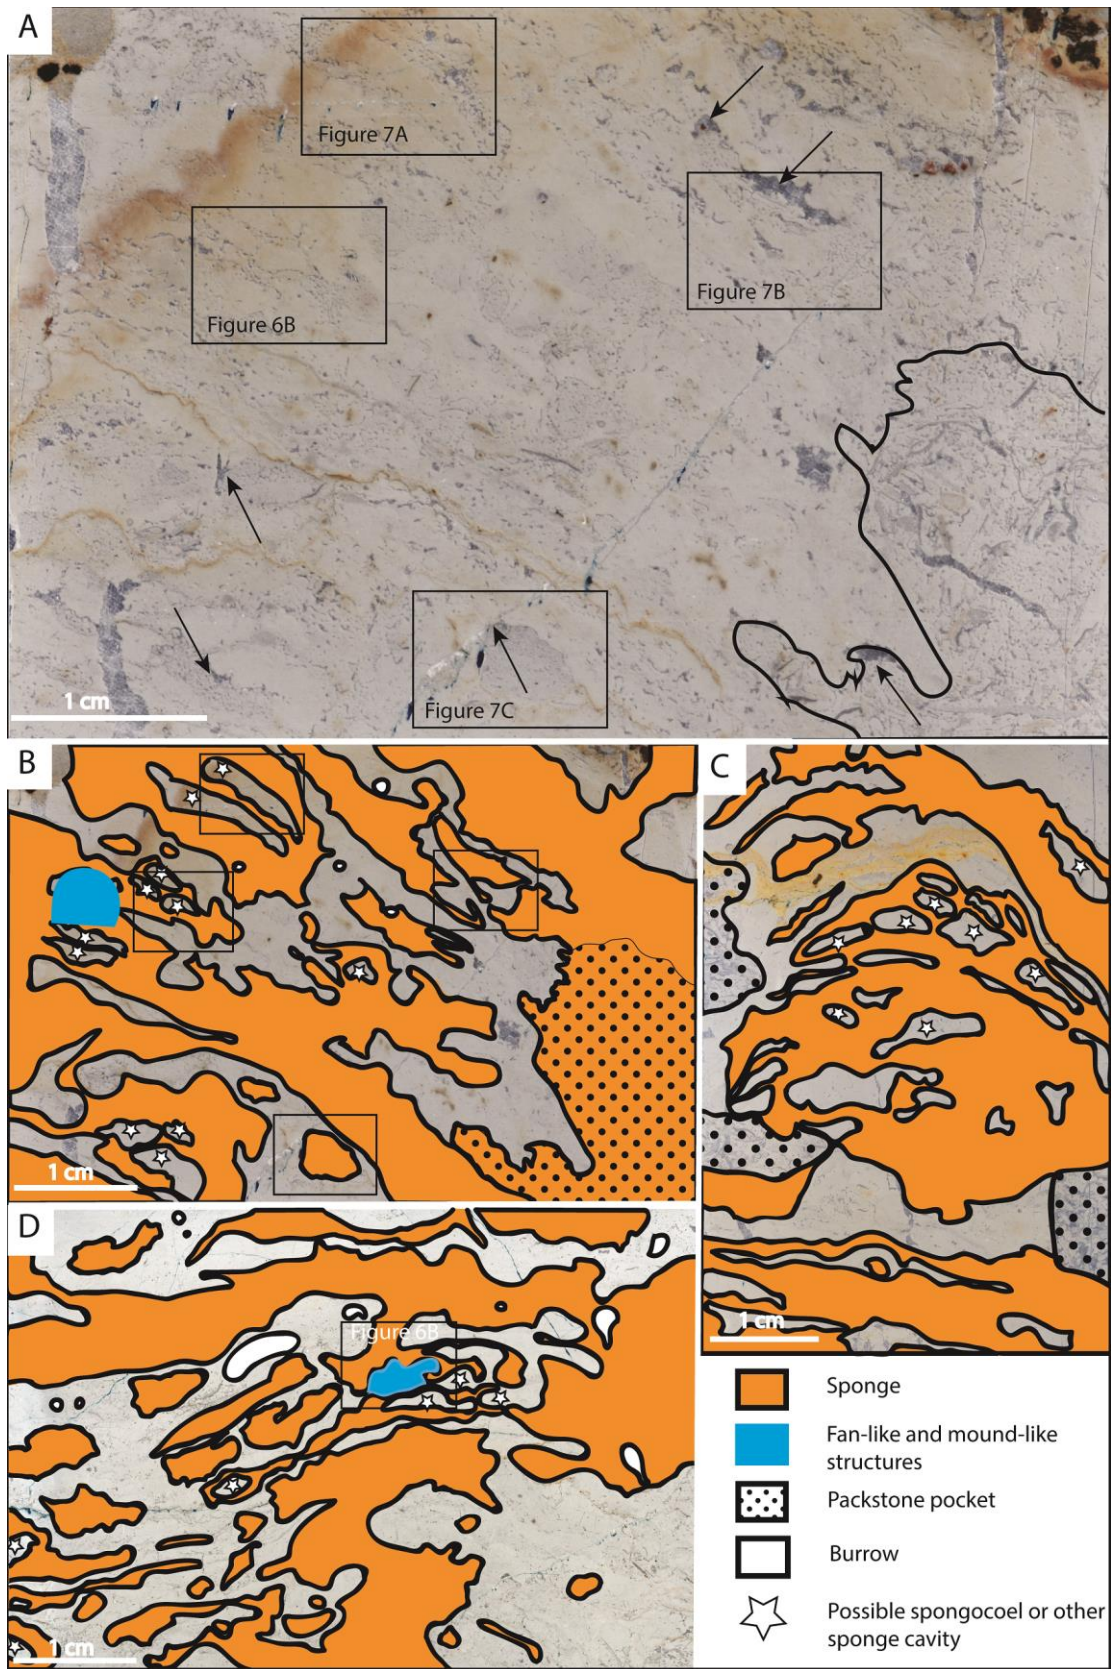 A
Figure 7A
Figure 6B
Figure 7B
Figure 7C
1 cm
B
1 cm
C
1 cm
D
Figure 6B
1 cm
Sponge
Fan-like and mound-like
structures
Packstone pocket
Burrow
Possible spongocoel or other
sponge cavity